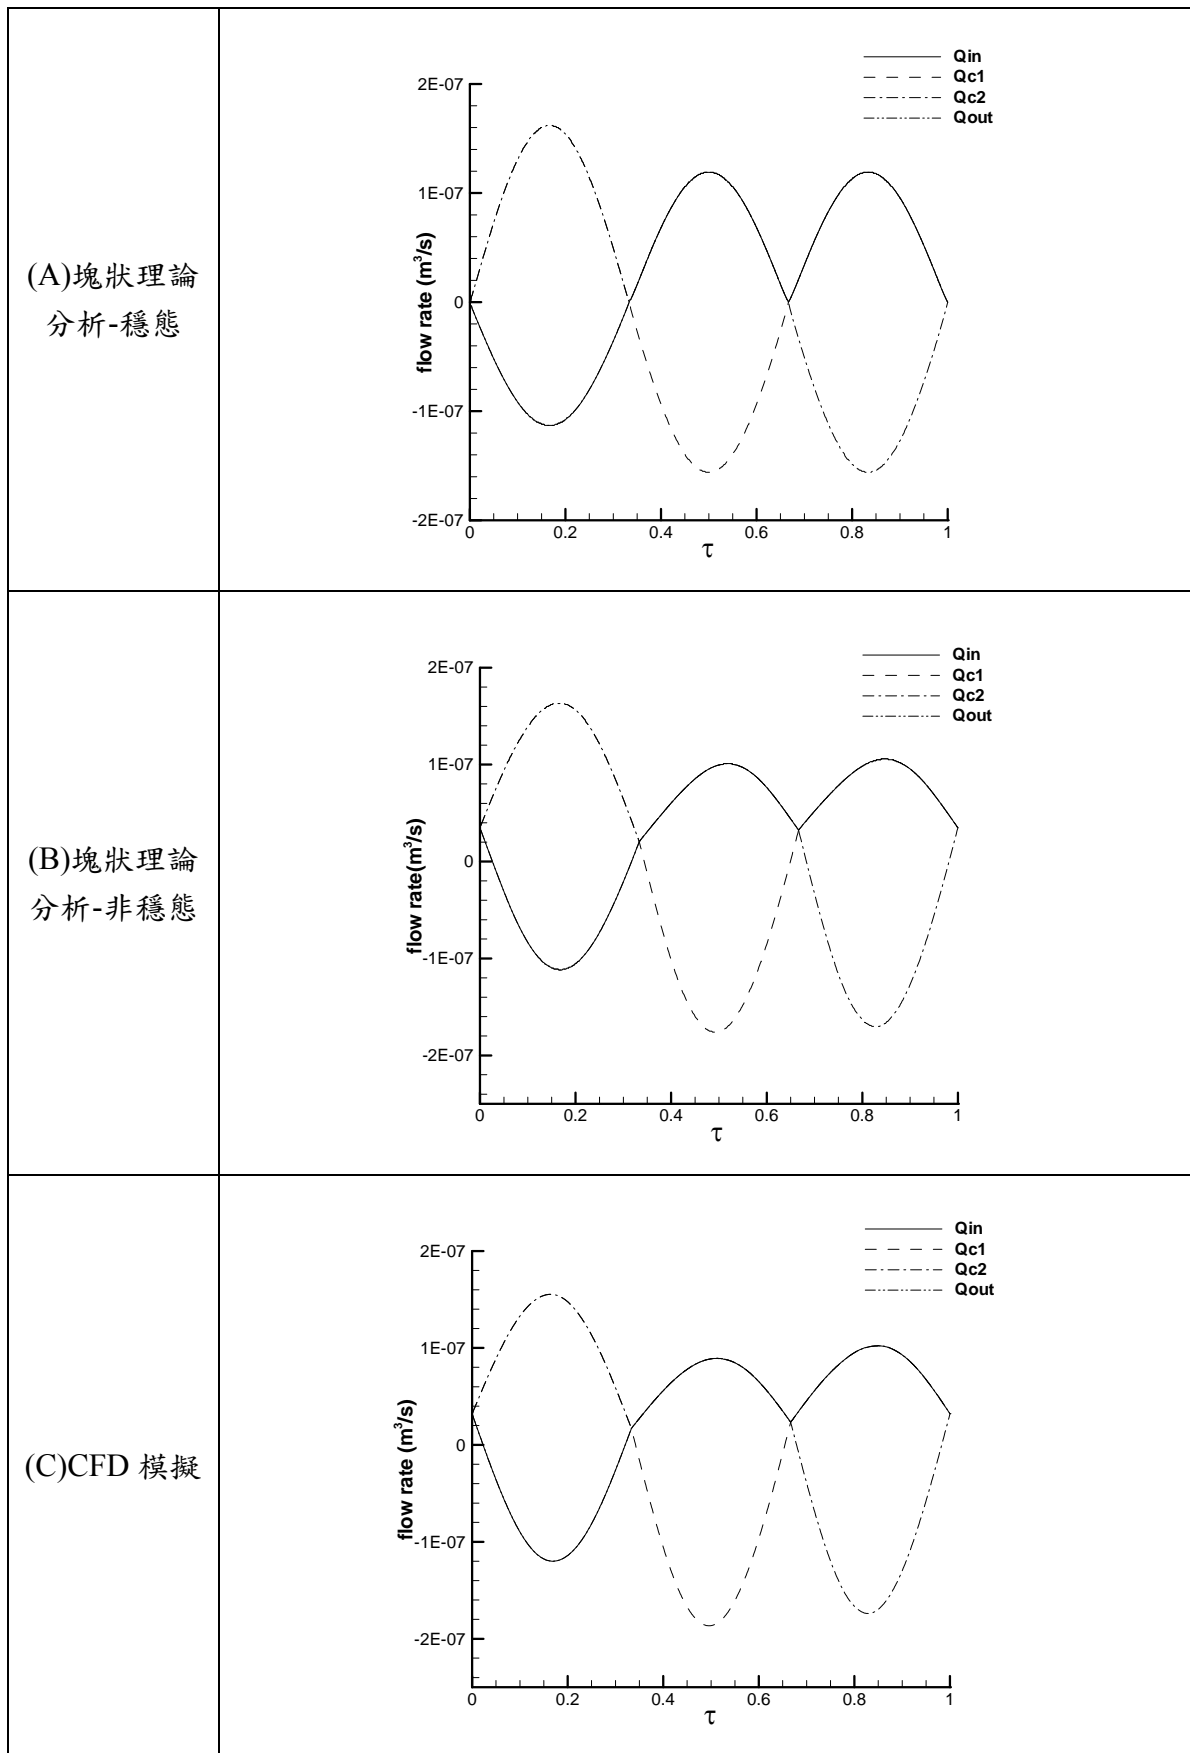 (A)塊狀理論
分析-穩態
Qin
Qc1
Qc2
Qout
2E-07
1E-07
0
-1E-07
-2E-07
flow rate (m³/s)
0 0.2 0.4 0.6 0.8 1
τ
(B)塊狀理論
分析-非穩態
Qin
Qc1
Qc2
Qout
2E-07
1E-07
0
-1E-07
-2E-07
flow rate(m³/s)
0 0.2 0.4 0.6 0.8 1
τ
(C)CFD 模擬
Qin
Qc1
Qc2
Qout
2E-07
1E-07
0
-1E-07
-2E-07
flow rate (m³/s)
0 0.2 0.4 0.6 0.8 1
τ